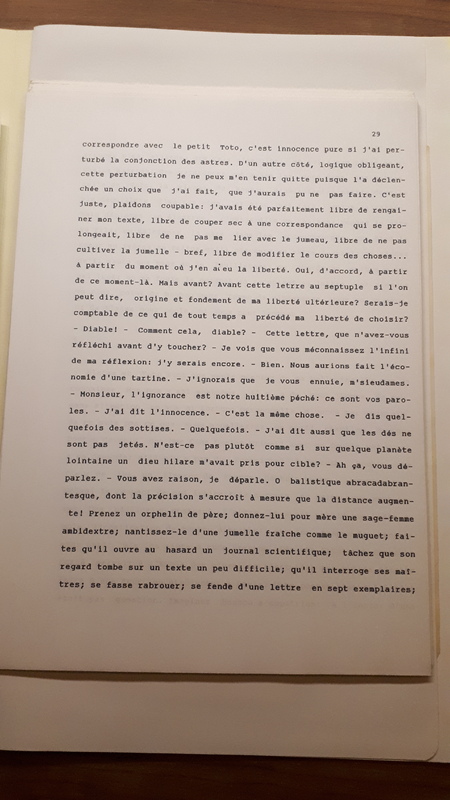 29
correspondre avec le petit Toto, c'est innocence pure si j'ai per-
turbé la conjonction des astres. D'un autre côté, logique obligeant,
cette perturbation je ne peux m'en tenir quitte puisque l'a déclen-
chée un choix que j'ai fait, que j'aurais pu ne pas faire. C'est
juste, plaidons coupable: j'avais été parfaitement libre de rengai-
ner mon texte, libre de couper sec à une correspondance qui se pro-
longeait, libre de ne pas me lier avec le jumeau, libre de ne pas
cultiver la jumelle - bref, libre de modifier le cours des choses...
à partir du moment où j'en ai eu la liberté. Oui, d'accord, à partir
de ce moment-là. Mais avant? Avant cette lettre au septuple si l'on
peut dire, origine et fondement de ma liberté ultérieure? Serais-je
comptable de ce qui de tout temps a précédé ma liberté de choisir?
- Diable! - Comment cela, diable? - Cette lettre, que n'avez-vous
réfléchi avant d'y toucher? - Je vois que vous méconnaissez l'infini
de ma réflexion: j'y serais encore. - Bien. Nous aurions fait l'éco-
nomie d'une tartine. - J'ignorais que je vous ennuie, m'sieudames.
- Monsieur, l'ignorance est notre huitième péché: ce sont vos paro-
les. - J'ai dit l'innocence. - C'est la même chose. - Je dis quel-
quefois des sottises. - Quelquefois. - J'ai dit aussi que les dés ne
sont pas jetés. N'est-ce pas plutôt comme si sur quelque planète
lointaine un dieu hilare m'avait pris pour cible? - Ah ça, vous dé-
parlez. - Vous avez raison, je déparle. O balistique abracadabran-
tesque, dont la précision s'accroît à mesure que la distance augmen-
te! Prenez un orphelin de père; donnez-lui pour mère une sage-femme
ambidextre; nantissez-le d'une jumelle fraîche comme le muguet; fai-
tes qu'il ouvre au hasard un journal scientifique; tâchez que son
regard tombe sur un texte un peu difficile; qu'il interroge ses maî-
tres; se fasse rabrouer; se fende d'une lettre en sept exemplaires;